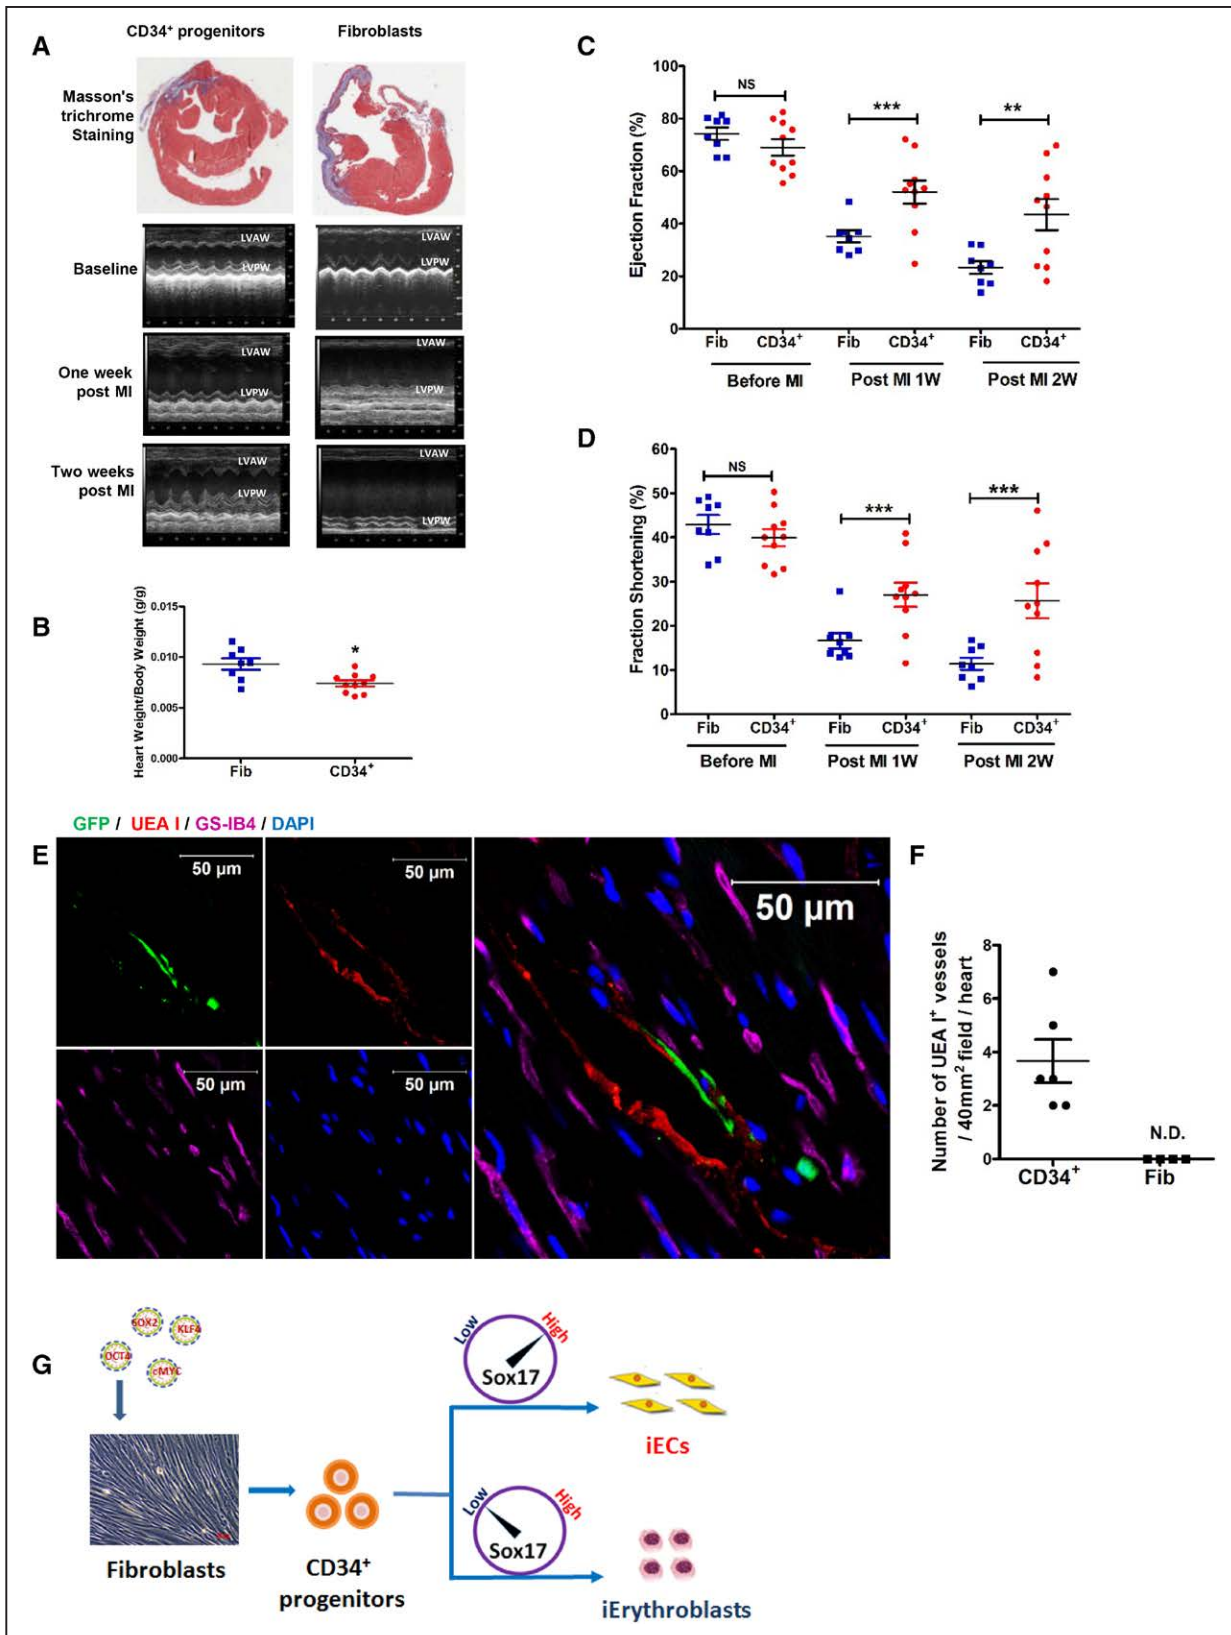 A
CD34⁺ progenitors
Fibroblasts
Masson's
trichrome
Staining
Baseline
LVAW
LVPW
LVAW
LVPW
One week
post MI
LVAW
LVPW
LVAW
LVPW
Two weeks
post MI
LVAW
LVPW
LVAW
LVPW
B
Heart Weight/Body Weight (g/g)
0.015
0.010
0.005
0.000
*
Fib
CD34⁺
C
Ejection Fraction (%)
100
80
60
40
20
0
NS
***
**
Fib
CD34⁺
Fib
CD34⁺
Fib
CD34⁺
Before MI
Post MI 1W
Post MI 2W
D
Fraction Shortening (%)
60
50
40
30
20
10
0
NS
***
***
Fib
CD34⁺
Fib
CD34⁺
Fib
CD34⁺
Before MI
Post MI 1W
Post MI 2W
GFP / UEA I / GS-IB4 / DAPI
E
50 µm
50 µm
50 µm
50 µm
50 µm
F
Number of UEA I⁺ vessels
/ 40mm² field / heart
8
6
4
2
0
N.D.
CD34⁺
Fib
G
SOX2
KLF4
OCT4
cMYC
Fibroblasts
CD34⁺
progenitors
Low
High
Sox17
iECs
Low
High
Sox17
iErythroblasts